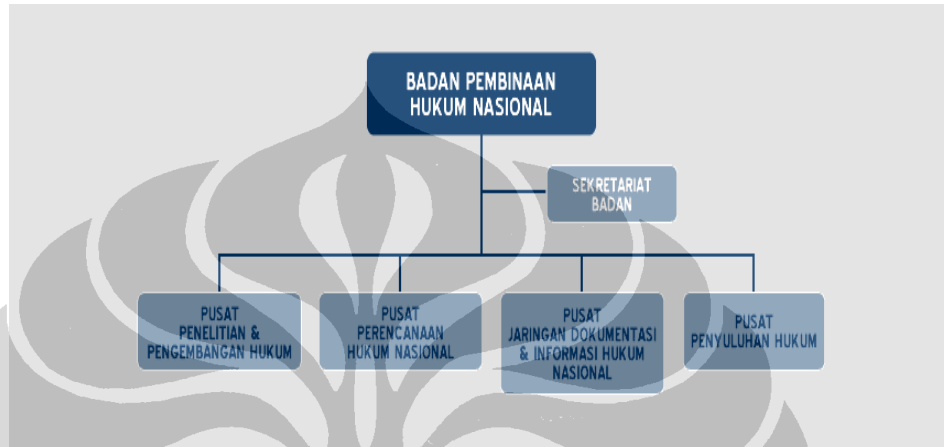 BADAN PEMBINAAN
HUKUM NASIONAL
SEKRETARIAT
BADAN
PUSAT
PENELITIAN &
PENGEMBANGAN HUKUM
PUSAT
PERENCANAAN
HUKUM NASIONAL
PUSAT
JARINGAN DOKUMENTASI
& INFORMASI HUKUM
NASIONAL
PUSAT
PENYULUHAN HUKUM